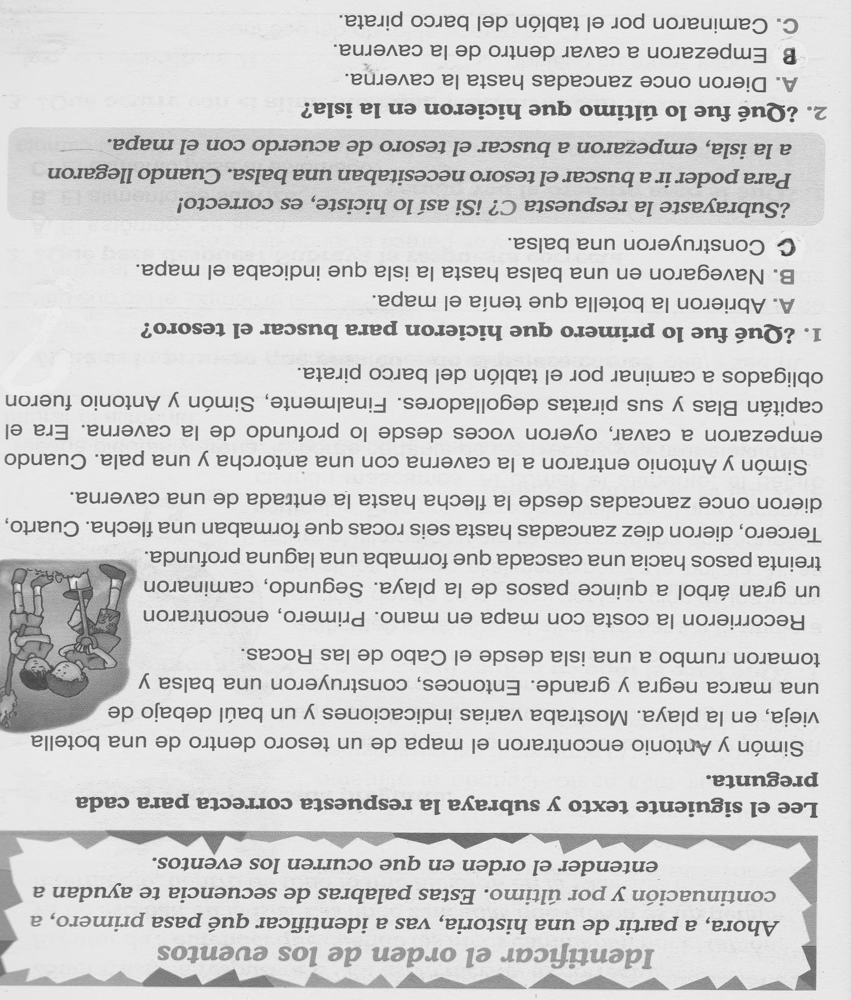 Identificar el orden de los eventos
Ahora, a partir de una historia, vas a identificar qué pasa primero, a
continuación y por último. Estas palabras de secuencia te ayudan a
entender el orden en que ocurren los eventos.
Lee el siguiente texto y subraya la respuesta correcta para cada
pregunta.
Simón y Antonio encontraron el mapa de un tesoro dentro de una botella
vieja, en la playa. Mostraba varias indicaciones y un baúl debajo de
una marca negra y grande. Entonces, construyeron una balsa y
tomaron rumbo a una isla desde el Cabo de las Rocas.
Recorrieron la costa con mapa en mano. Primero, encontraron
un gran árbol a quince pasos de la playa. Segundo, caminaron
treinta pasos hacia una cascada que formaba una laguna profunda.
Tercero, dieron diez zancadas hasta seis rocas que formaban una flecha. Cuarto,
dieron once zancadas desde la flecha hasta la entrada de una caverna.
Simón y Antonio entraron a la caverna con una antorcha y una pala. Cuando
empezaron a cavar, oyeron voces desde lo profundo de la caverna. Era el
capitán Blas y sus piratas degolladores. Finalmente, Simón y Antonio fueron
obligados a caminar por el tablón del barco pirata.
1. ¿Qué fue lo primero que hicieron para buscar el tesoro?
A. Abrieron la botella que tenía el mapa.
B. Navegaron en una balsa hasta la isla que indicaba el mapa.
C Construyeron una balsa.
¿Subrayaste la respuesta C? ¡Si así lo hiciste, es correcto!
Para poder ir a buscar el tesoro necesitaban una balsa. Cuando llegaron
a la isla, empezaron a buscar el tesoro de acuerdo con el mapa.
2. ¿Qué fue lo último que hicieron en la isla?
A. Dieron once zancadas hasta la caverna.
B Empezaron a cavar dentro de la caverna.
C. Caminaron por el tablón del barco pirata.